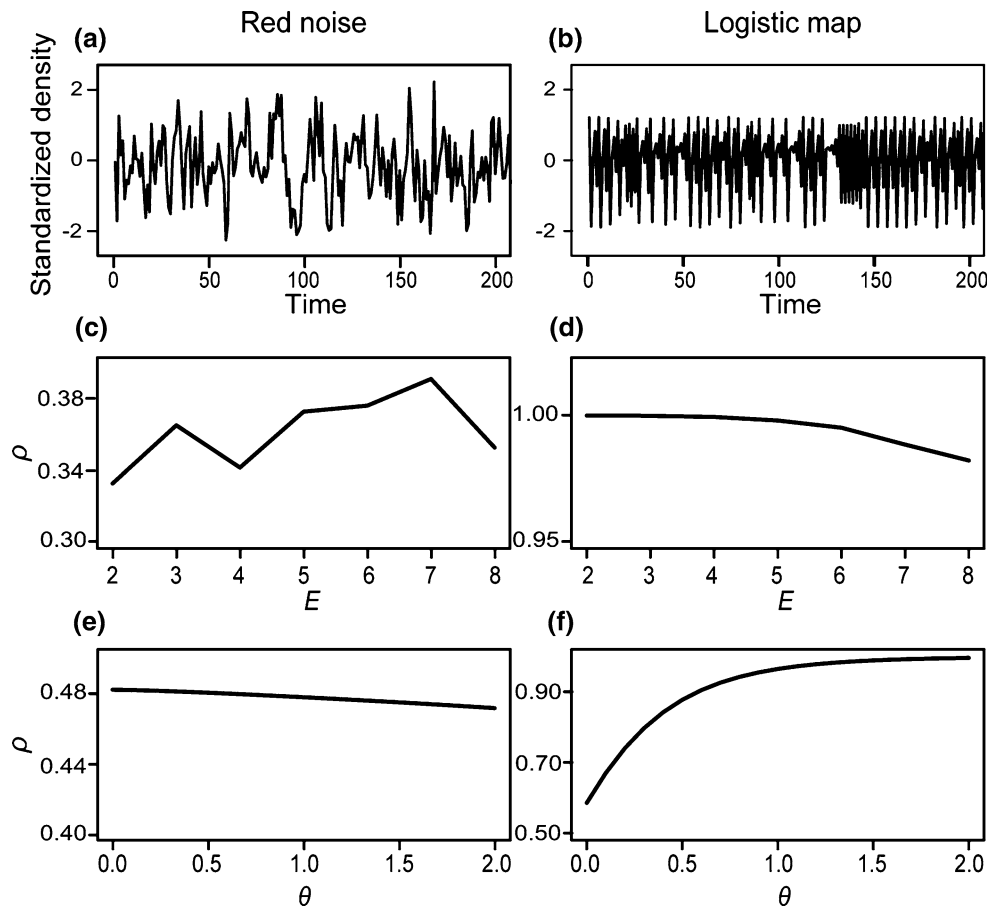 Red noise
Logistic map
(a)
(b)
Standardized density
2
0
-2
0 50 100 150 200
Time
2
0
-2
0 50 100 150 200
Time
(c)
(d)
ρ
0.38
0.34
0.30
2 3 4 5 6 7 8
E
1.00
0.95
2 3 4 5 6 7 8
E
(e)
(f)
ρ
0.48
0.44
0.40
0.0 0.5 1.0 1.5 2.0
θ
0.90
0.70
0.50
0.0 0.5 1.0 1.5 2.0
θ